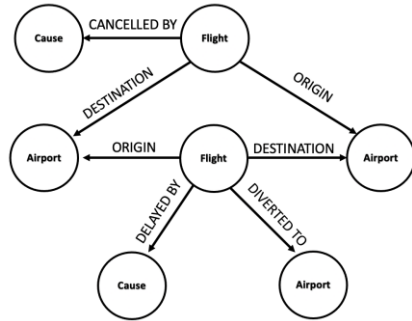 CANCELLED BY
Cause
Flight
DESTINATION
ORIGIN
Airport
ORIGIN
Flight
DESTINATION
Airport
DELAYED BY
DIVERTED TO
Cause
Airport